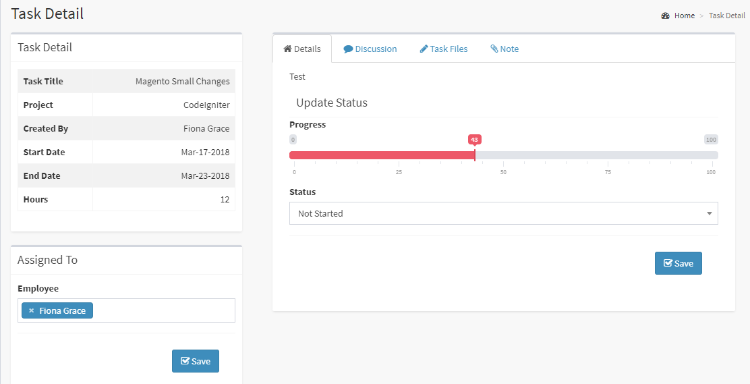 Task Detail
Home > Task Detail
Task Detail
Task Title Magento Small Changes
Project CodeIgniter
Created By Fiona Grace
Start Date Mar-17-2018
End Date Mar-23-2018
Hours 12
Assigned To
Employee
× Fiona Grace
Save
Details Discussion Task Files Note
Test
Update Status
Progress
0 43 100
0 25 50 75 100
Status
Not Started
Save